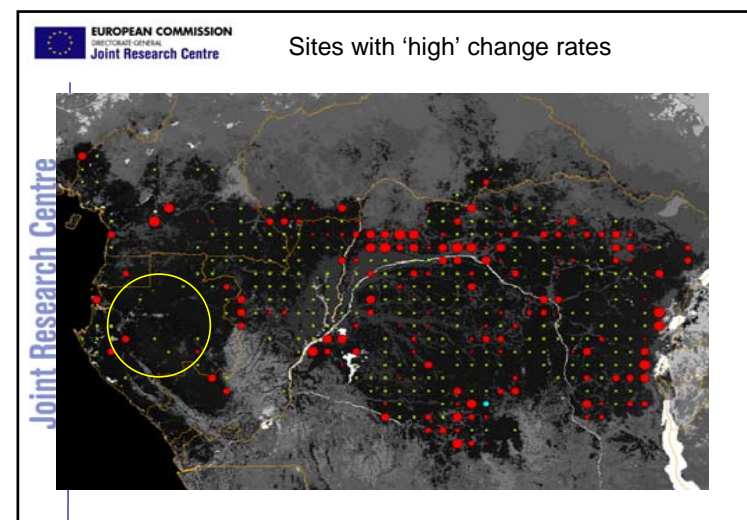 EUROPEAN COMMISSION
DIRECTORATE-GENERAL
Joint Research Centre
Sites with ‘high’ change rates
Joint Research Centre